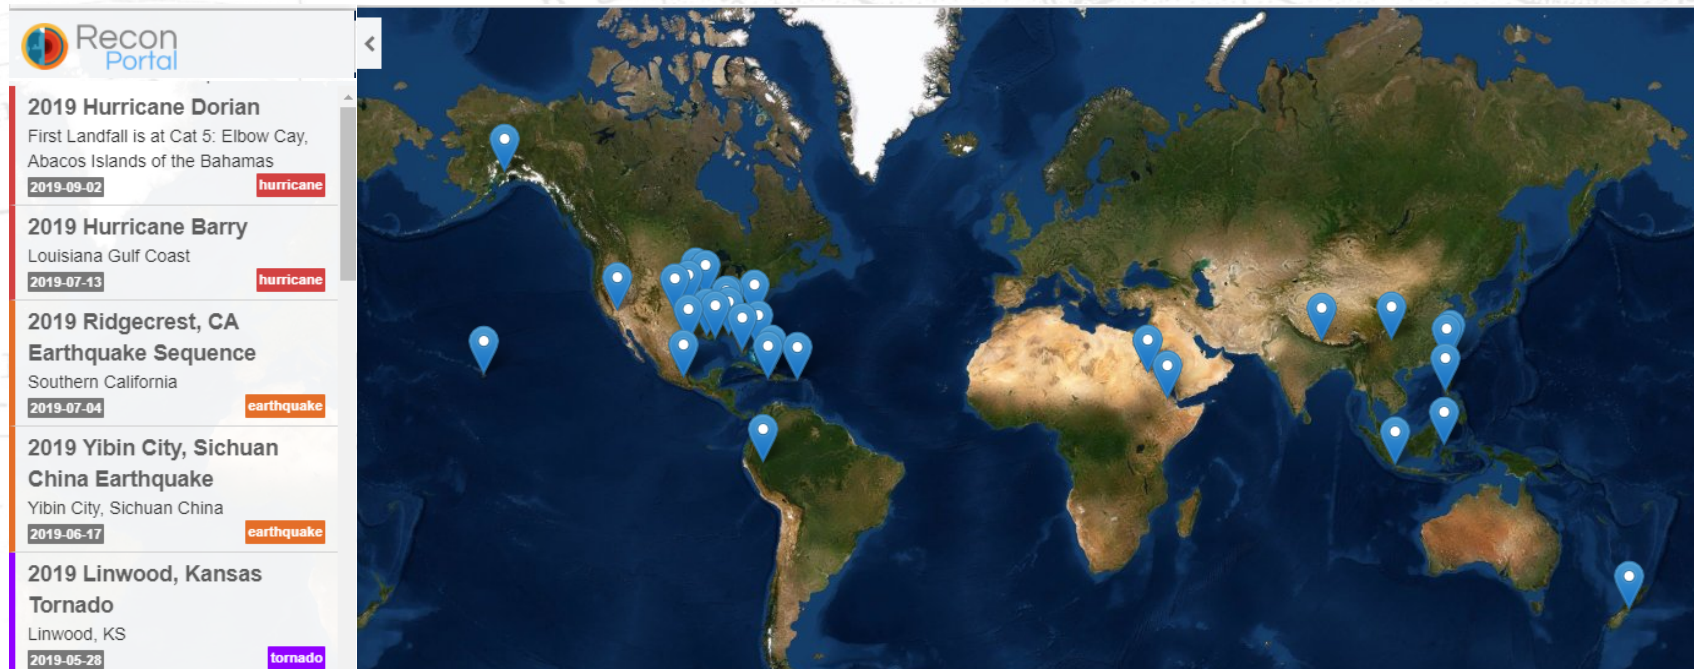 Recon
Portal
2019 Hurricane Dorian
First Landfall is at Cat 5: Elbow Cay,
Abacos Islands of the Bahamas
2019-09-02 hurricane
2019 Hurricane Barry
Louisiana Gulf Coast
2019-07-13 hurricane
2019 Ridgecrest, CA
Earthquake Sequence
Southern California
2019-07-04 earthquake
2019 Yibin City, Sichuan
China Earthquake
Yibin City, Sichuan China
2019-06-17 earthquake
2019 Linwood, Kansas
Tornado
Linwood, KS
2019-05-28 tornado